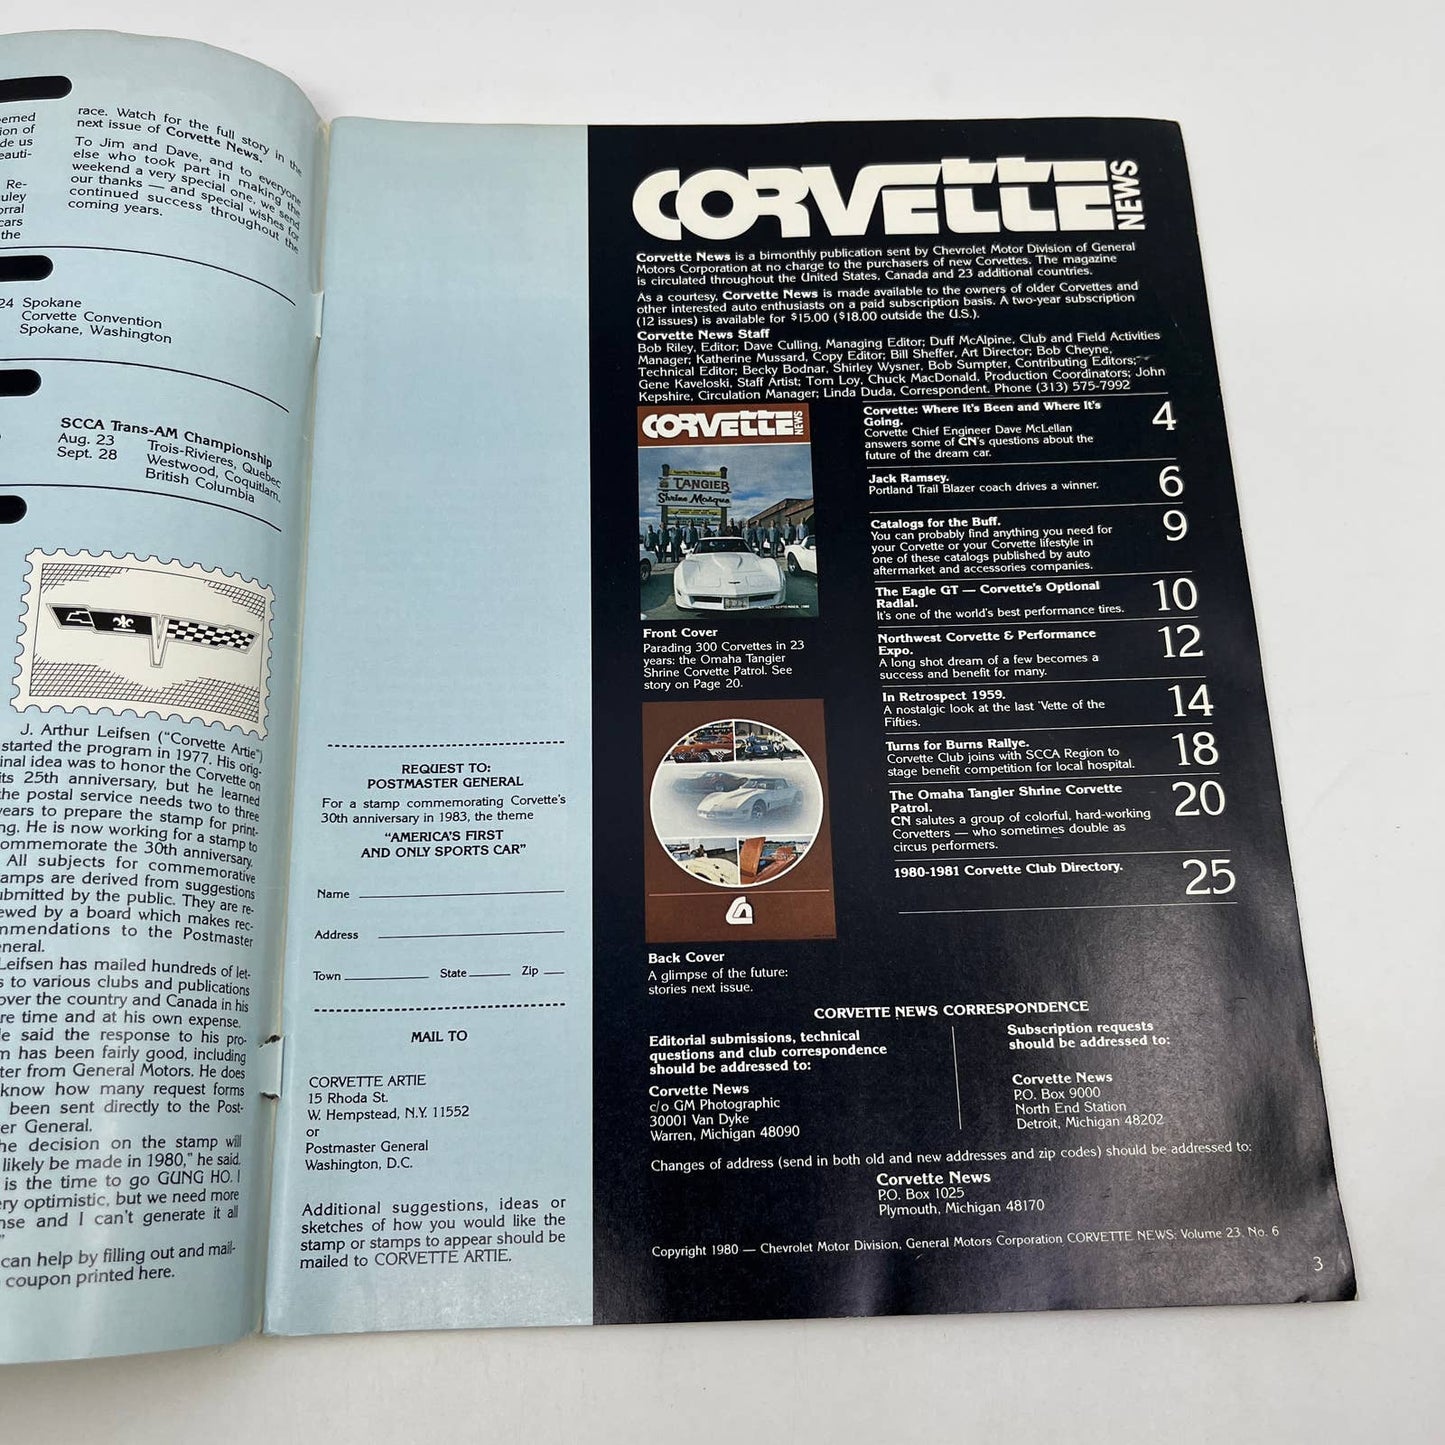 race. Watch for the full story in the
next issue of Corvette News.
To Jim and Dave, and to everyone
else who took part in making the
weekend a very special one, we send
our thanks — and special wishes for
continued success throughout the
coming years.
ion of
de us
Re-
uley
orral
cars
the
24 Spokane
Corvette Convention
Spokane, Washington
SCCA Trans-AM Championship
Aug. 23 Trois-Rivieres, Quebec
Sept. 28 Westwood, Coquitlam,
British Columbia
J. Arthur Leifsen ("Corvette Artie")
started the program in 1977. His orig-
inal idea was to honor the Corvette on
its 25th anniversary, but he learned
the postal service needs two to three
years to prepare the stamp for print-
ng. He is now working for a stamp to
ommemorate the 30th anniversary.
All subjects for commemorative
tamps are derived from suggestions
ubmitted by the public. They are re-
ewed by a board which makes rec-
mmendations to the Postmaster
eneral.
Leifsen has mailed hundreds of let-
s to various clubs and publications
over the country and Canada in his
re time and at his own expense.
le said the response to his pro-
m has been fairly good, including
ter from General Motors. He does
know how many request forms
been sent directly to the Post-
er General.
he decision on the stamp will
likely be made in 1980," he said.
is the time to go GUNG HO. I
ry optimistic, but we need more
nse and I can't generate it all
"
can help by filling out and mail-
coupon printed here.
REQUEST TO:
POSTMASTER GENERAL
For a stamp commemorating Corvette's
30th anniversary in 1983, the theme
"AMERICA'S FIRST
AND ONLY SPORTS CAR"
Name
Address
Town State Zip
MAIL TO
CORVETTE ARTIE
15 Rhoda St.
W. Hempstead, N.Y. 11552
or
Postmaster General
Washington, D.C.
Additional suggestions, ideas or
sketches of how you would like the
stamp or stamps to appear should be
mailed to CORVETTE ARTIE.
CORVETTE NEWS
Corvette News is a bimonthly publication sent by Chevrolet Motor Division of General
Motors Corporation at no charge to the purchasers of new Corvettes. The magazine
is circulated throughout the United States, Canada and 23 additional countries.
As a courtesy, Corvette News is made available to the owners of older Corvettes and
other interested auto enthusiasts on a paid subscription basis. A two-year subscription
(12 issues) is available for $15.00 ($18.00 outside the U.S.).
Corvette News Staff
Bob Riley, Editor; Dave Culling, Managing Editor; Duff McAlpine, Club and Field Activities
Manager; Katherine Mussard, Copy Editor; Bill Sheffer, Art Director; Bob Cheyne,
Technical Editor; Becky Bodnar, Shirley Wysner, Bob Sumpter, Contributing Editors;
Gene Kaveloski, Staff Artist; Tom Loy, Chuck MacDonald, Production Coordinators; John
Kepshire, Circulation Manager; Linda Duda, Correspondent. Phone (313) 575-7992
CORVETTE NEWS
TANGIER
Shrine Mosque
Front Cover
Parading 300 Corvettes in 23
years: the Omaha Tangier
Shrine Corvette Patrol. See
story on Page 20.
Back Cover
A glimpse of the future:
stories next issue.
Corvette: Where It's Been and Where It's
Going. 4
Corvette Chief Engineer Dave McLellan
answers some of CN's questions about the
future of the dream car.
Jack Ramsey. 6
Portland Trail Blazer coach drives a winner.
Catalogs for the Buff. 9
You can probably find anything you need for
your Corvette or your Corvette lifestyle in
one of these catalogs published by auto
aftermarket and accessories companies.
The Eagle GT — Corvette's Optional
Radial. 10
It's one of the world's best performance tires.
Northwest Corvette & Performance
Expo. 12
A long shot dream of a few becomes a
success and benefit for many.
In Retrospect 1959. 14
A nostalgic look at the last 'Vette of the
Fifties.
Turns for Burns Rallye. 18
Corvette Club joins with SCCA Region to
stage benefit competition for local hospital.
The Omaha Tangier Shrine Corvette
Patrol. 20
CN salutes a group of colorful, hard-working
Corvetters — who sometimes double as
circus performers.
1980-1981 Corvette Club Directory. 25
CORVETTE NEWS CORRESPONDENCE
Editorial submissions, technical
questions and club correspondence
should be addressed to:
Corvette News
c/o GM Photographic
30001 Van Dyke
Warren, Michigan 48090
Subscription requests
should be addressed to:
Corvette News
P.O. Box 9000
North End Station
Detroit, Michigan 48202
Changes of address (send in both old and new addresses and zip codes) should be addressed to:
Corvette News
P.O. Box 1025
Plymouth, Michigan 48170
Copyright 1980 — Chevrolet Motor Division, General Motors Corporation CORVETTE NEWS: Volume 23, No. 6
3